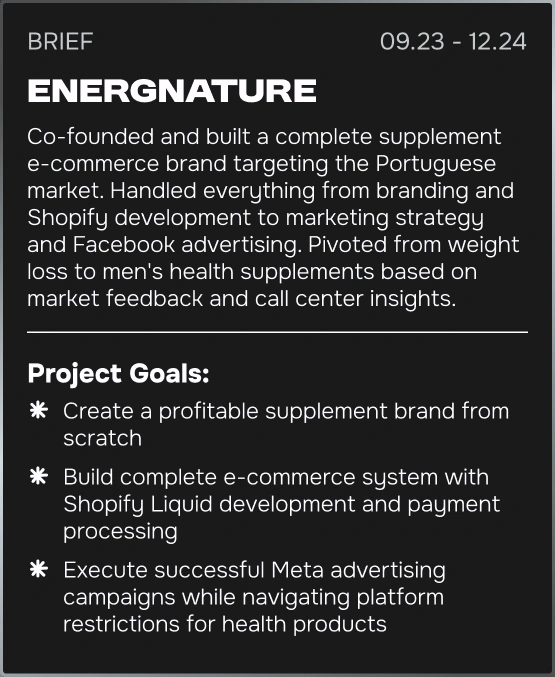 BRIEF 09.23 - 12.24
ENERGNATURE
Co-founded and built a complete supplement
e-commerce brand targeting the Portuguese
market. Handled everything from branding and
Shopify development to marketing strategy
and Facebook advertising. Pivoted from weight
loss to men's health supplements based on
market feedback and call center insights.
Project Goals:
Create a profitable supplement brand from
scratch
Build complete e-commerce system with
Shopify Liquid development and payment
processing
Execute successful Meta advertising
campaigns while navigating platform
restrictions for health products